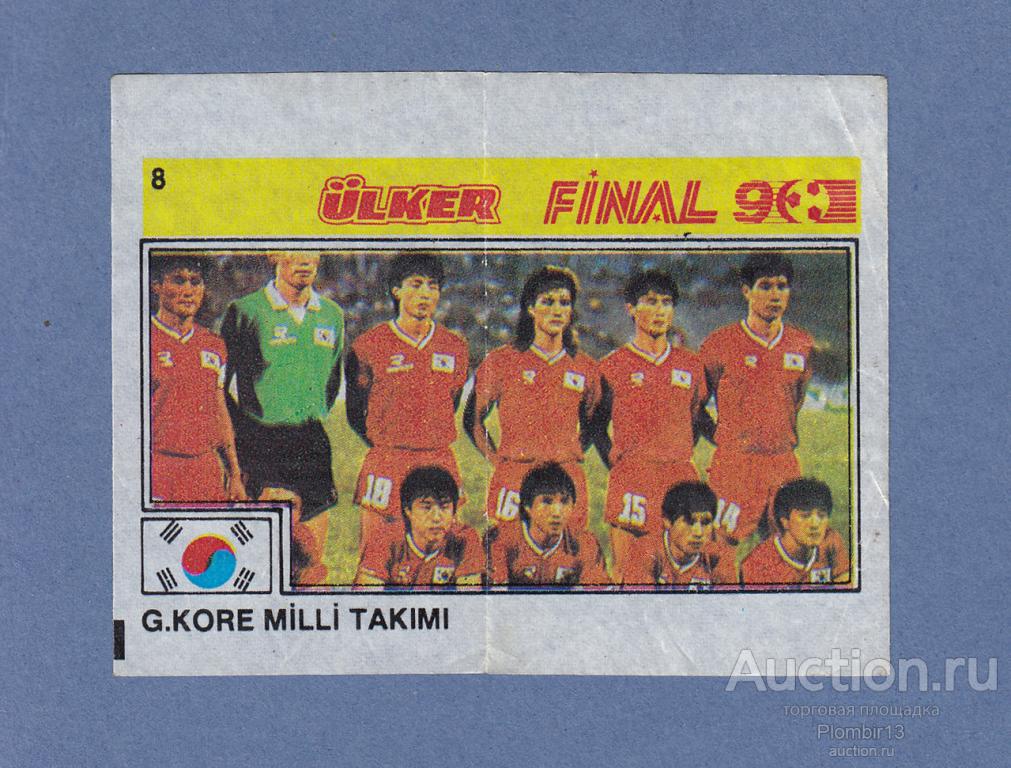 8
ÜLKER FİNAL 90
18 16 15 14
G.KORE MİLLİ TAKIMI
Auction.ru
торговая площадка
Plombir13
auction.ru